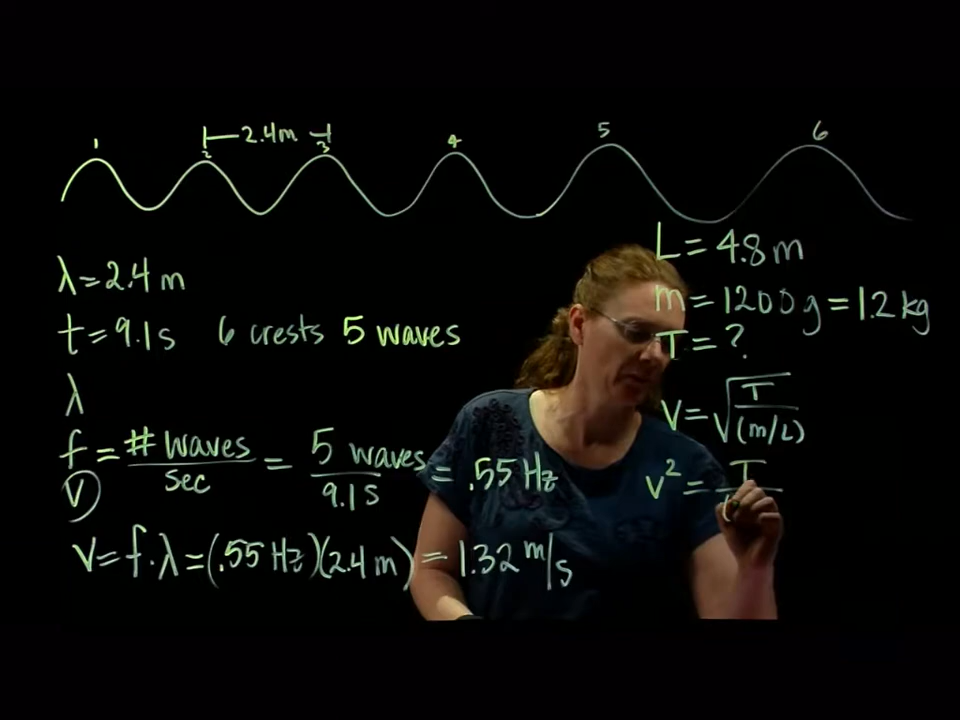 1 2 3 4 5 6
2.4m
L = 4.8 m
λ = 2.4 m
m = 1200 g = 1.2 kg
t = 9.1 s 6 crests 5 waves
T = ?
λ
v = √T/(m/L)
f = # waves/sec = 5 waves/9.1 s = .55 Hz
v² = T/(
v
v = f · λ = (.55 Hz)(2.4 m) = 1.32 m/s